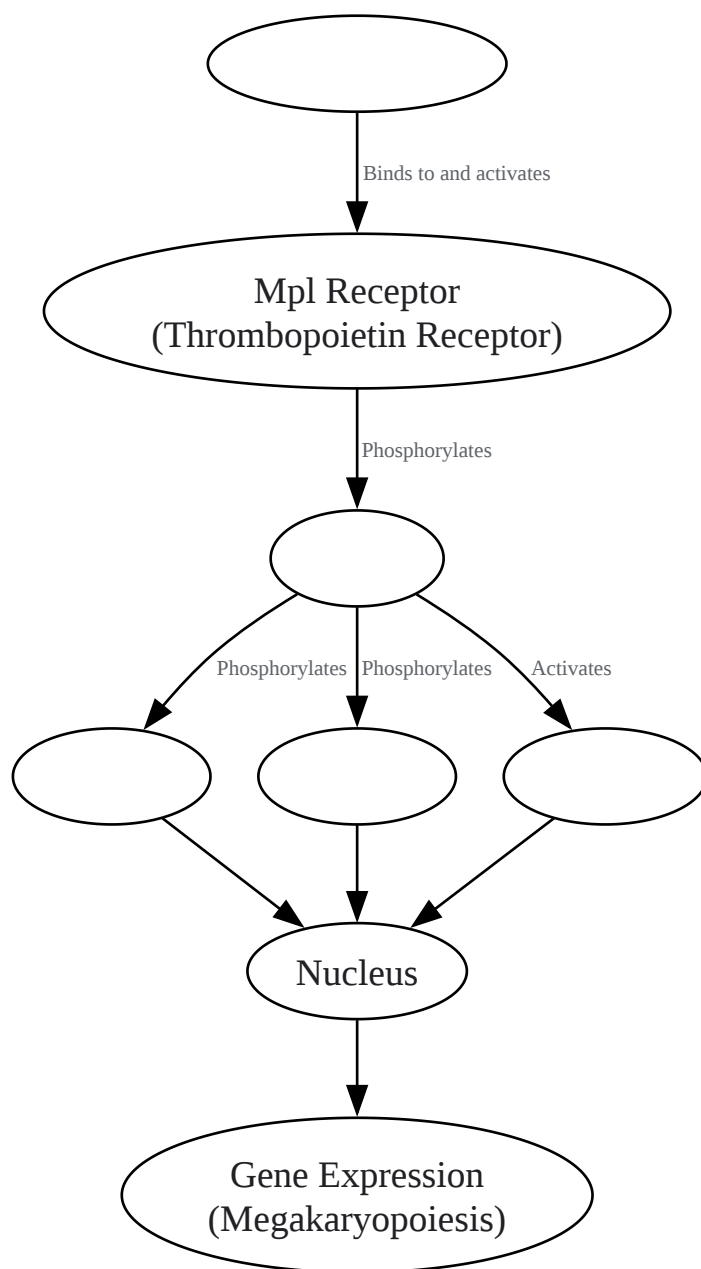 Binds to and activates
Mpl Receptor
(Thrombopoietin Receptor)
Phosphorylates
Phosphorylates
Phosphorylates
Activates
Nucleus
Gene Expression
(Megakaryopoiesis)